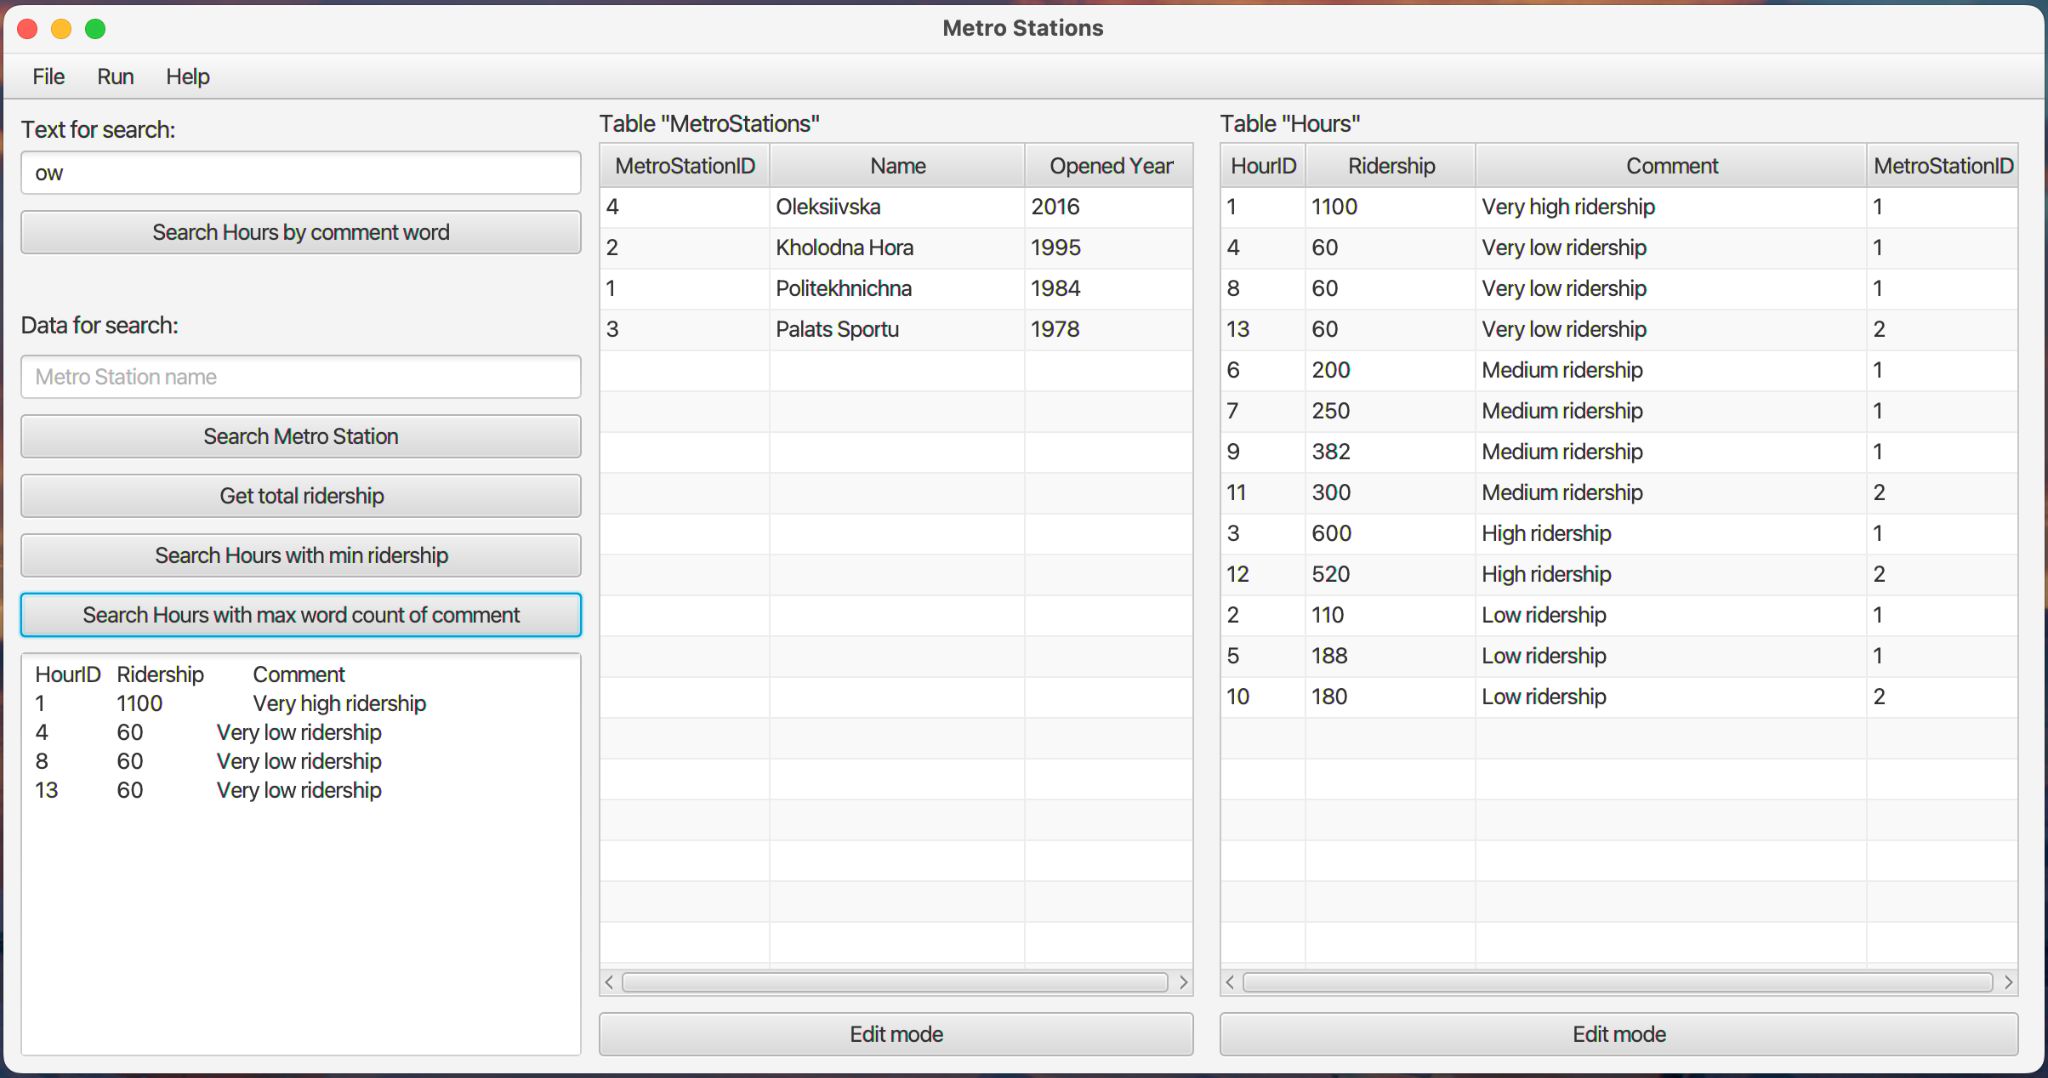 Metro Stations
File Run Help
Text for search:
ow
Search Hours by comment word
Data for search:
Metro Station name
Search Metro Station
Get total ridership
Search Hours with min ridership
Search Hours with max word count of comment
HourID Ridership Comment
1 1100 Very high ridership
4 60 Very low ridership
8 60 Very low ridership
13 60 Very low ridership
Table "MetroStations"
MetroStationID Name Opened Year
4 Oleksiivska 2016
2 Kholodna Hora 1995
1 Politekhnichna 1984
3 Palats Sportu 1978
Edit mode
Table "Hours"
HourID Ridership Comment MetroStationID
1 1100 Very high ridership 1
4 60 Very low ridership 1
8 60 Very low ridership 1
13 60 Very low ridership 2
6 200 Medium ridership 1
7 250 Medium ridership 1
9 382 Medium ridership 1
11 300 Medium ridership 2
3 600 High ridership 1
12 520 High ridership 2
2 110 Low ridership 1
5 188 Low ridership 1
10 180 Low ridership 2
Edit mode